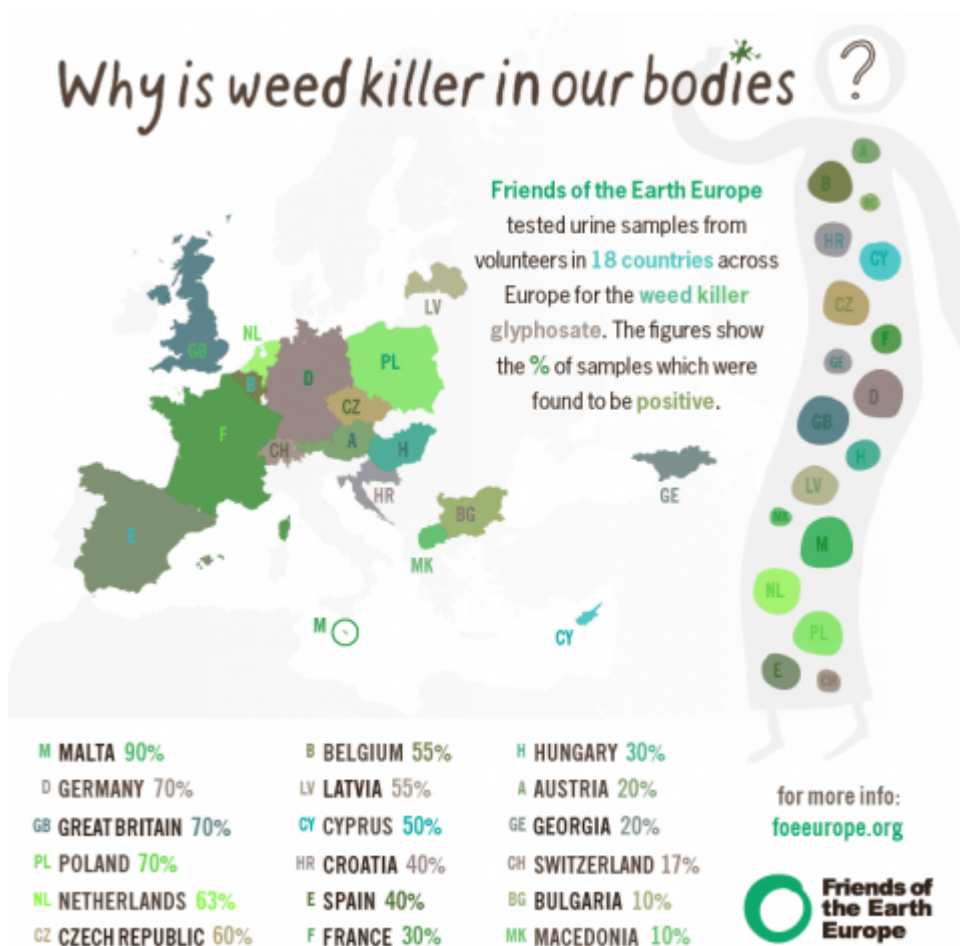 Why is weed killer in our bodies
?
Friends of the Earth Europe
tested urine samples from
volunteers in 18 countries across
Europe for the weed killer
glyphosate. The figures show
the % of samples which were
found to be positive.
LV
NL
GB
B
D
PL
CZ
F
A
CH
H
HR
E
BG
MK
GE
M
CY
A
B
BG
HR
CY
CZ
F
GE
D
GB
H
LV
MK
M
NL
PL
E
CH
M MALTA 90%
D GERMANY 70%
GB GREAT BRITAIN 70%
PL POLAND 70%
NL NETHERLANDS 63%
CZ CZECH REPUBLIC 60%
B BELGIUM 55%
LV LATVIA 55%
CY CYPRUS 50%
HR CROATIA 40%
E SPAIN 40%
F FRANCE 30%
H HUNGARY 30%
A AUSTRIA 20%
GE GEORGIA 20%
CH SWITZERLAND 17%
BG BULGARIA 10%
MK MACEDONIA 10%
for more info:
foeeurope.org
Friends of
the Earth
Europe